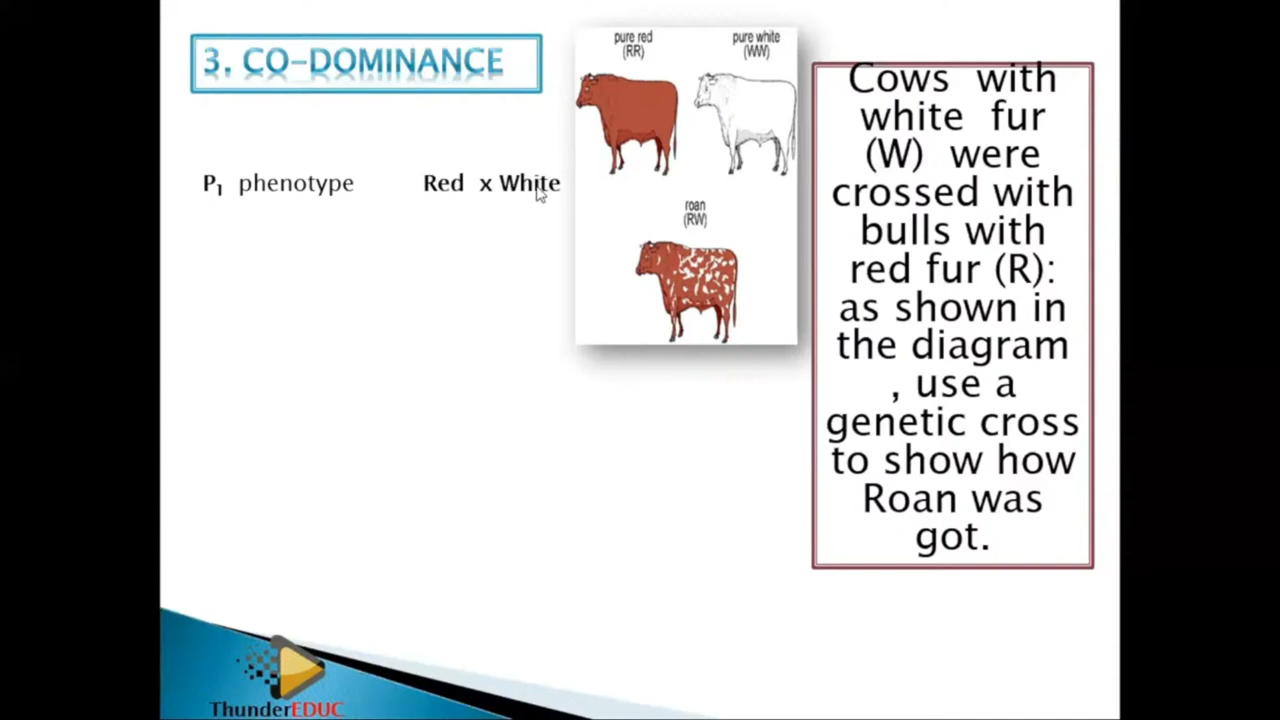 3. CO-DOMINANCE
P1 phenotype Red x White
pure red
(RR)
pure white
(WW)
roan
(RW)
Cows with
white fur
(W) were
crossed with
bulls with
red fur (R):
as shown in
the diagram
, use a
genetic cross
to show how
Roan was
got.
ThunderEDUC